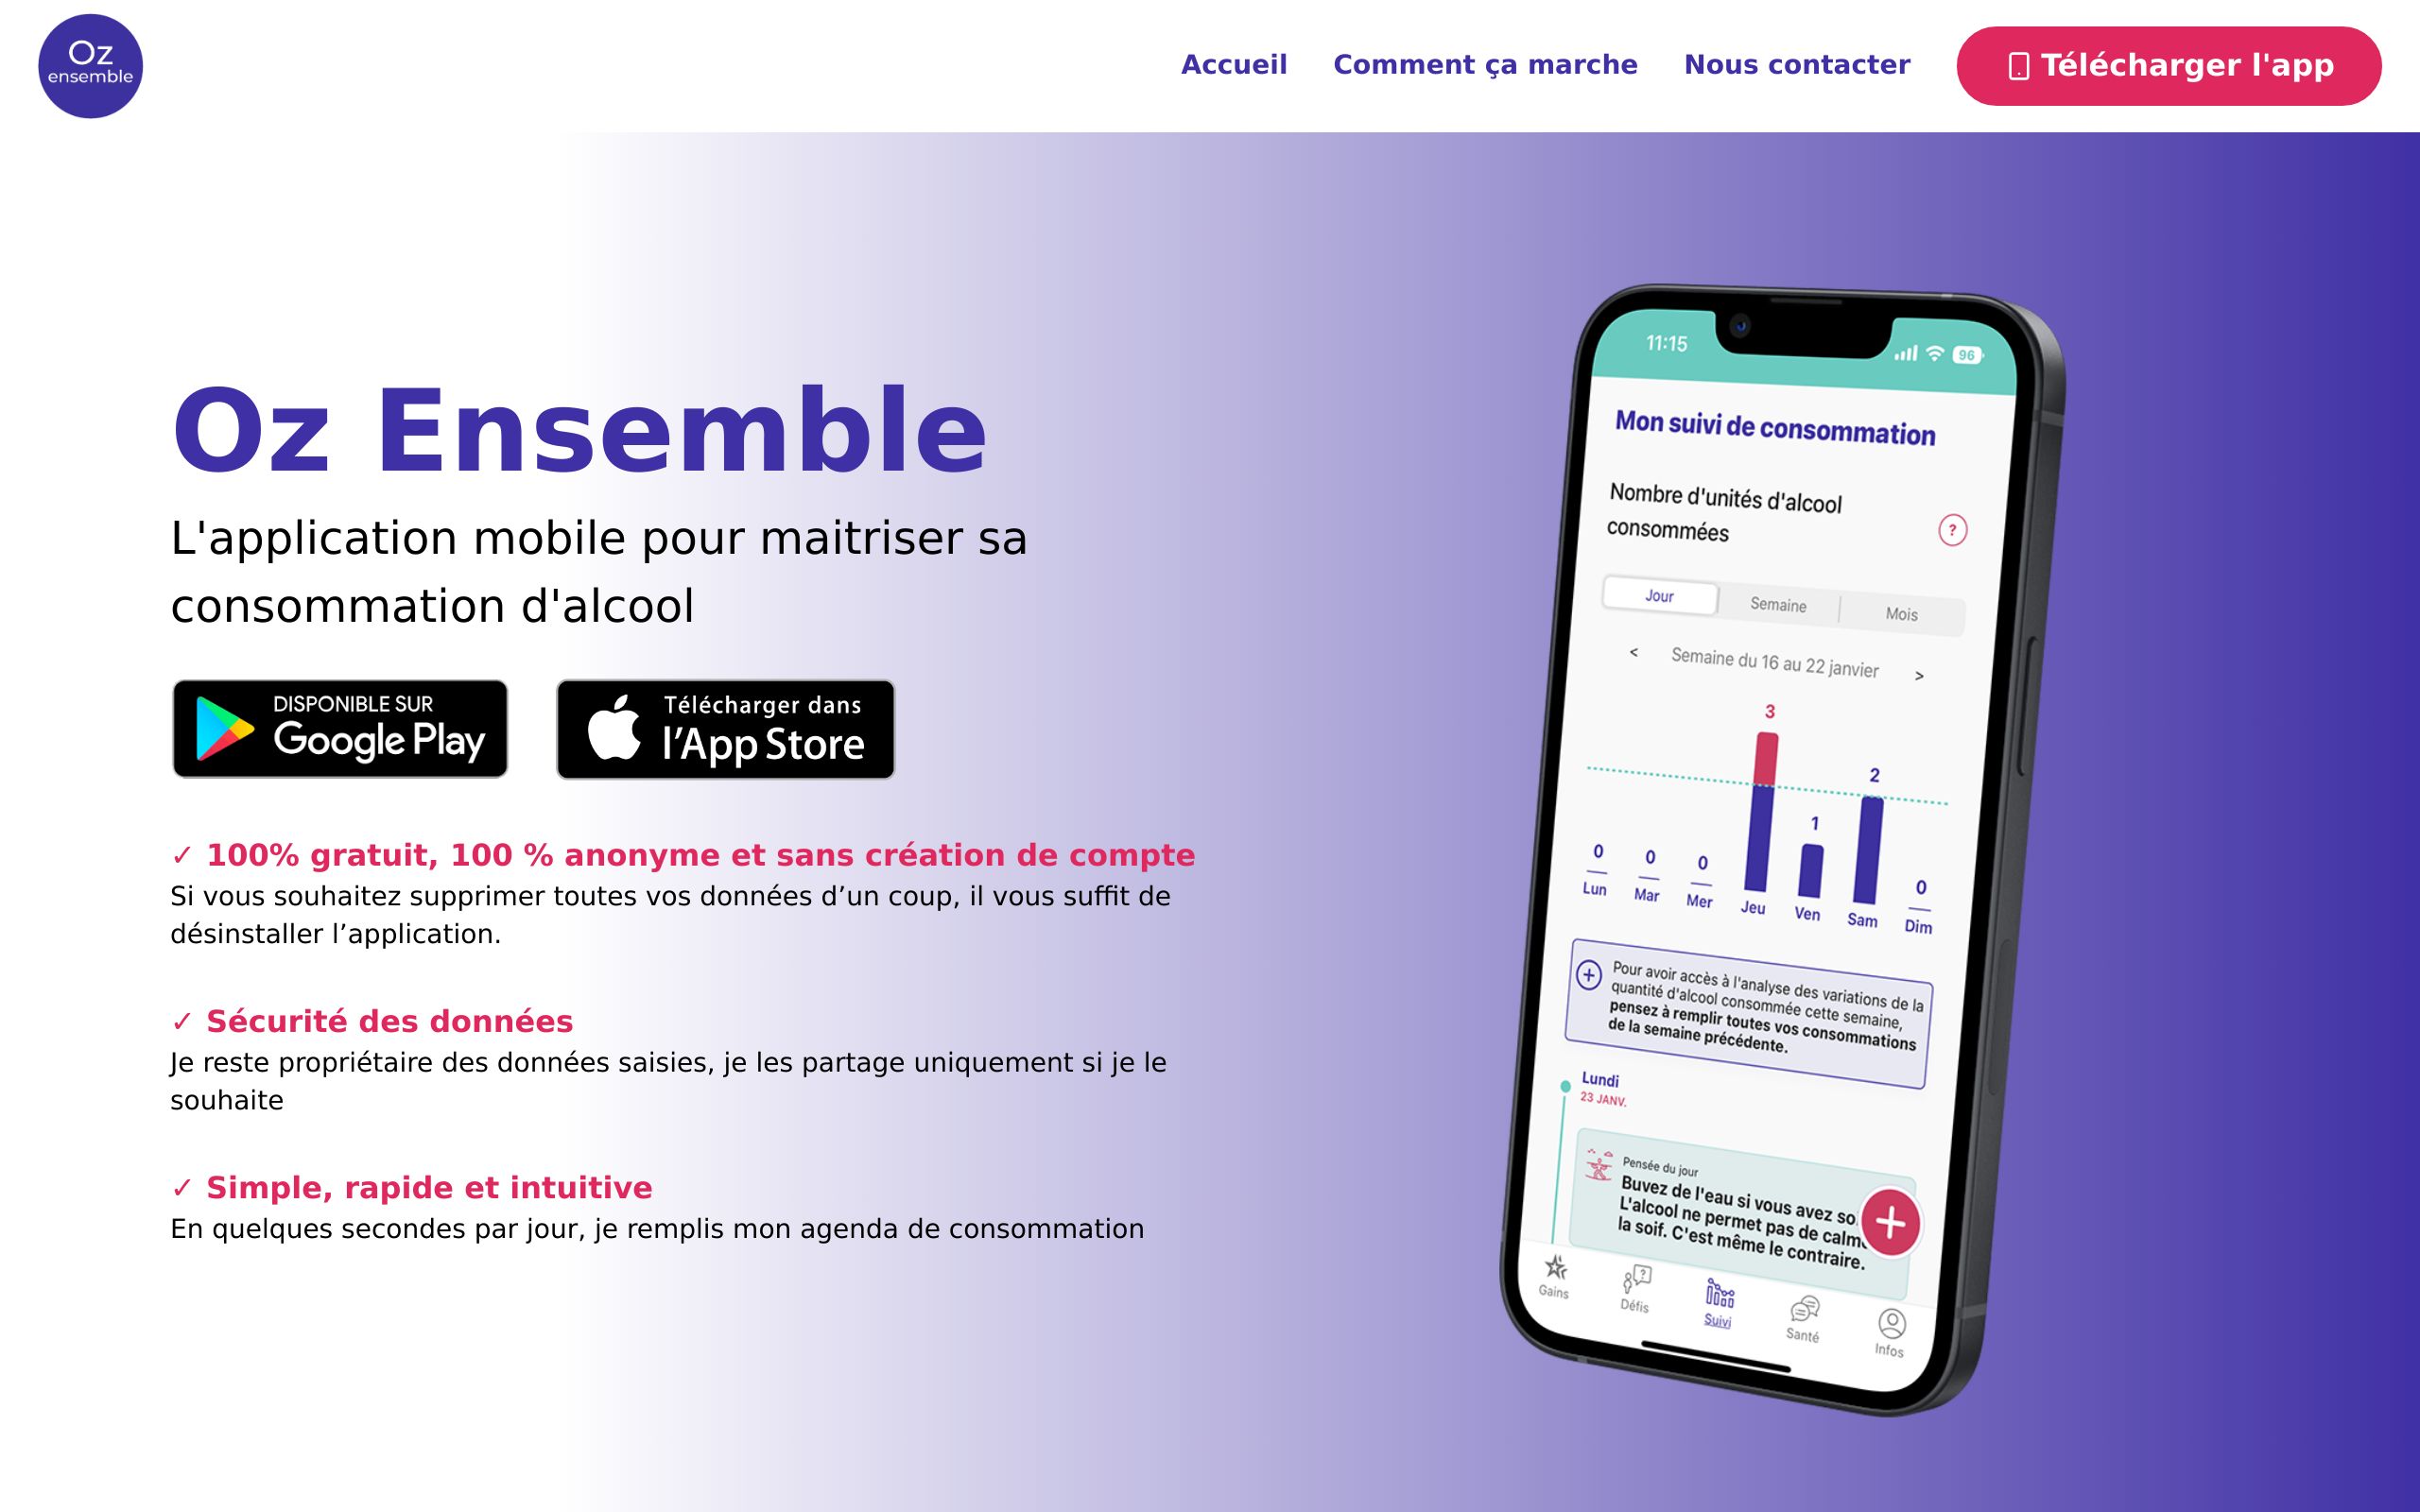 Oz
ensemble
Accueil
Comment ça marche
Nous contacter
Télécharger l'app
Oz Ensemble
L'application mobile pour maitriser sa
consommation d'alcool
DISPONIBLE SUR
Google Play
Télécharger dans
l'App Store
✓ 100% gratuit, 100 % anonyme et sans création de compte
Si vous souhaitez supprimer toutes vos données d’un coup, il vous suffit de
désinstaller l’application.
✓ Sécurité des données
Je reste propriétaire des données saisies, je les partage uniquement si je le
souhaite
✓ Simple, rapide et intuitive
En quelques secondes par jour, je remplis mon agenda de consommation
11:15
96
Mon suivi de consommation
Nombre d'unités d'alcool
consommées
?
Jour
Semaine
Mois
< Semaine du 16 au 22 janvier >
3
2
1
0 0 0 0
Lun Mar Mer Jeu Ven Sam Dim
Pour avoir accès à l'analyse des variations de la
quantité d'alcool consommée cette semaine,
pensez à remplir toutes vos consommations
de la semaine précédente.
Lundi
23 JANV.
Pensée du jour
Buvez de l'eau si vous avez so
L'alcool ne permet pas de calm
la soif. C'est même le contraire.
Gains
Défis
Suivi
Santé
Infos